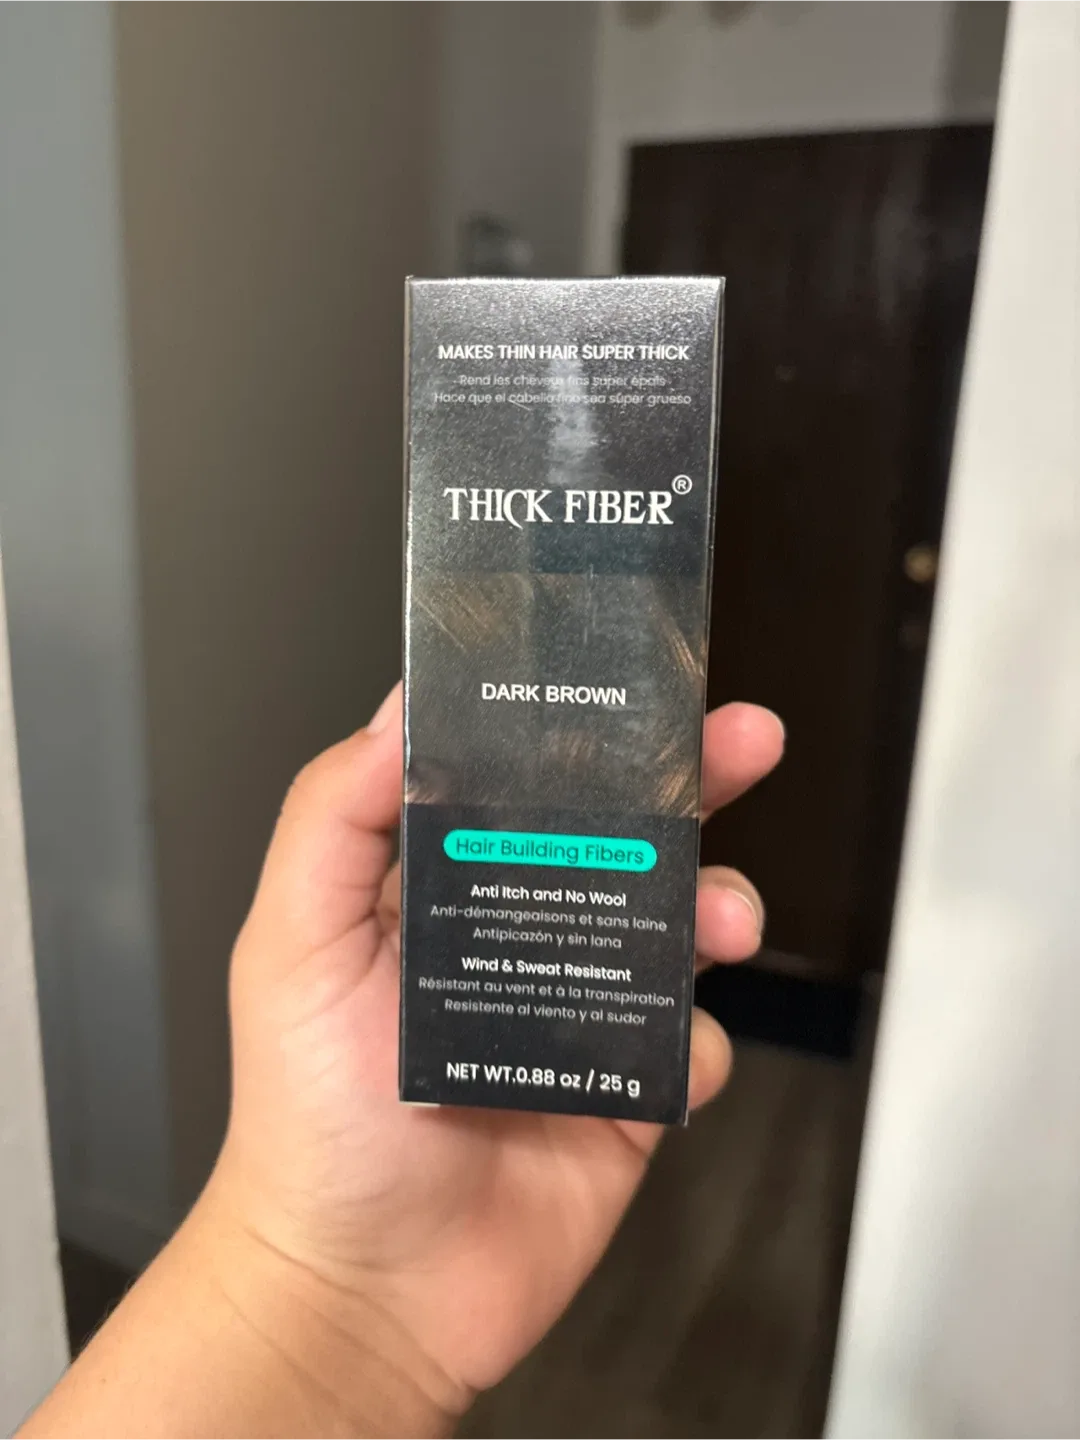 MAKES THIN HAIR SUPER THICK
Rend les cheveux fins super épais
Hace que el cabello fino sea súper grueso
THICK FIBER®
DARK BROWN
Hair Building Fibers
Anti Itch and No Wool
Anti-démangeaisons et sans laine
Antipicazón y sin lana
Wind & Sweat Resistant
Résistant au vent et à la transpiration
Resistente al viento y al sudor
NET WT.0.88 oz / 25 g